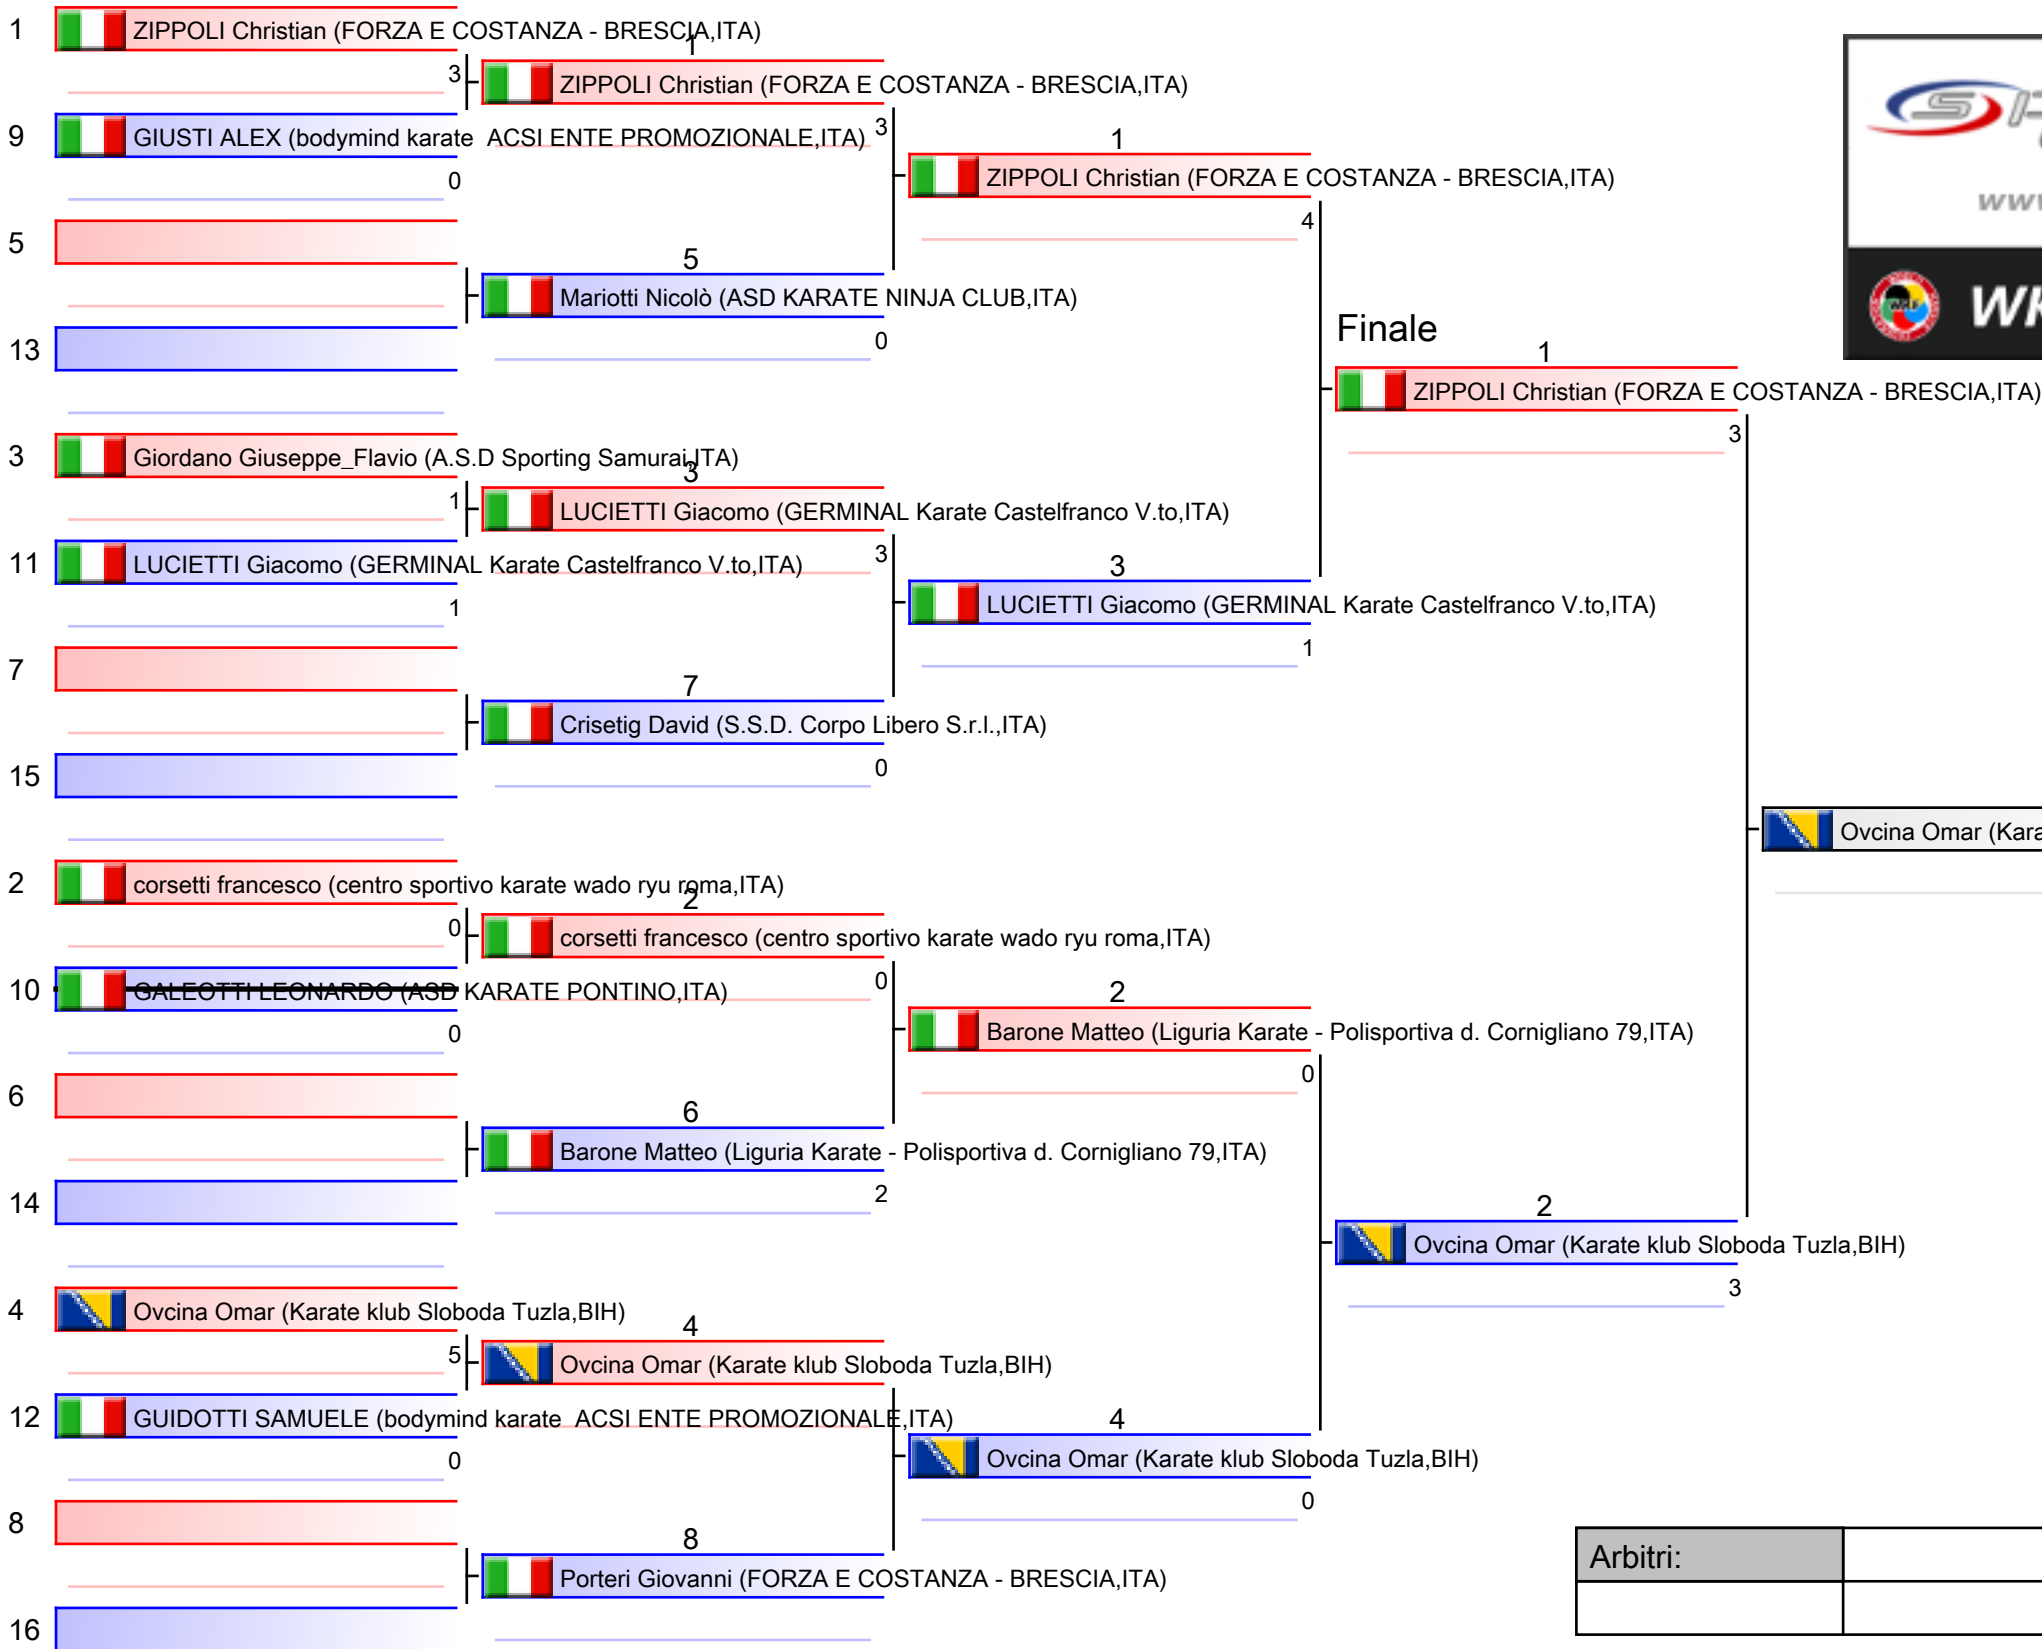 1 ZIPPOLI Christian (FORZA E COSTANZA - BRESCIA,ITA)
3
1
ZIPPOLI Christian (FORZA E COSTANZA - BRESCIA,ITA)
3
9 GIUSTI ALEX (bodymind karate  ACSI ENTE PROMOZIONALE,ITA)
0
1
ZIPPOLI Christian (FORZA E COSTANZA - BRESCIA,ITA)
4
5
5
Mariotti Nicolò (ASD KARATE NINJA CLUB,ITA)
0
13
Finale
1
ZIPPOLI Christian (FORZA E COSTANZA - BRESCIA,ITA)
3
3 Giordano Giuseppe_Flavio (A.S.D Sporting Samurai,ITA)
1
3
LUCIETTI Giacomo (GERMINAL Karate Castelfranco V.to,ITA)
3
11 LUCIETTI Giacomo (GERMINAL Karate Castelfranco V.to,ITA)
1
3
LUCIETTI Giacomo (GERMINAL Karate Castelfranco V.to,ITA)
1
7
7
Crisetig David (S.S.D. Corpo Libero S.r.l.,ITA)
0
15
Ovcina Omar (Kara
2 corsetti francesco (centro sportivo karate wado ryu roma,ITA)
0
2
corsetti francesco (centro sportivo karate wado ryu roma,ITA)
0
10 GALEOTTI LEONARDO (ASD KARATE PONTINO,ITA)
0
2
Barone Matteo (Liguria Karate - Polisportiva d. Cornigliano 79,ITA)
0
6
6
Barone Matteo (Liguria Karate - Polisportiva d. Cornigliano 79,ITA)
2
14
2
Ovcina Omar (Karate klub Sloboda Tuzla,BIH)
3
4 Ovcina Omar (Karate klub Sloboda Tuzla,BIH)
5
4
Ovcina Omar (Karate klub Sloboda Tuzla,BIH)
12 GUIDOTTI SAMUELE (bodymind karate  ACSI ENTE PROMOZIONALE,ITA)
0
4
Ovcina Omar (Karate klub Sloboda Tuzla,BIH)
0
8
8
Porteri Giovanni (FORZA E COSTANZA - BRESCIA,ITA)
16
Arbitri: